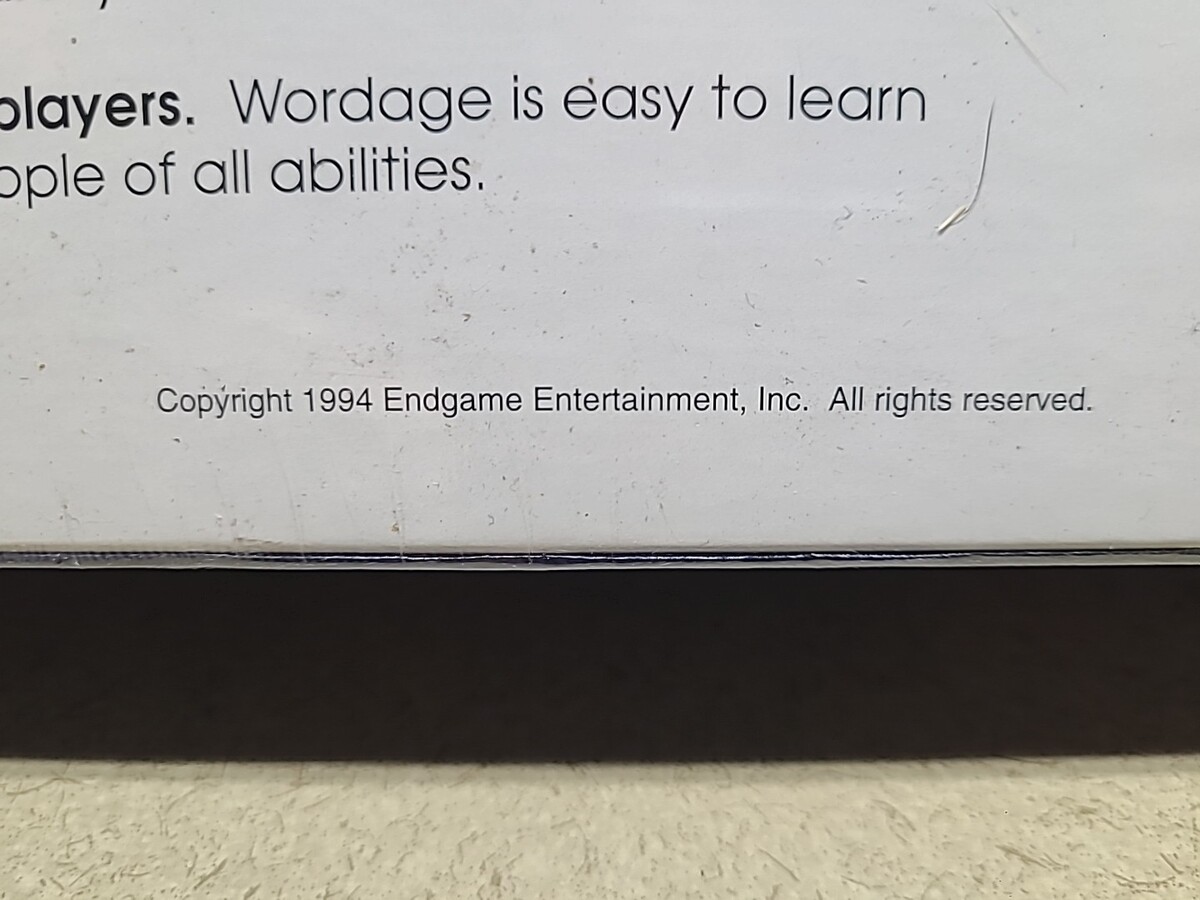 players. Wordage is easy to learn
ople of all abilities.
Copyright 1994 Endgame Entertainment, Inc. All rights reserved.